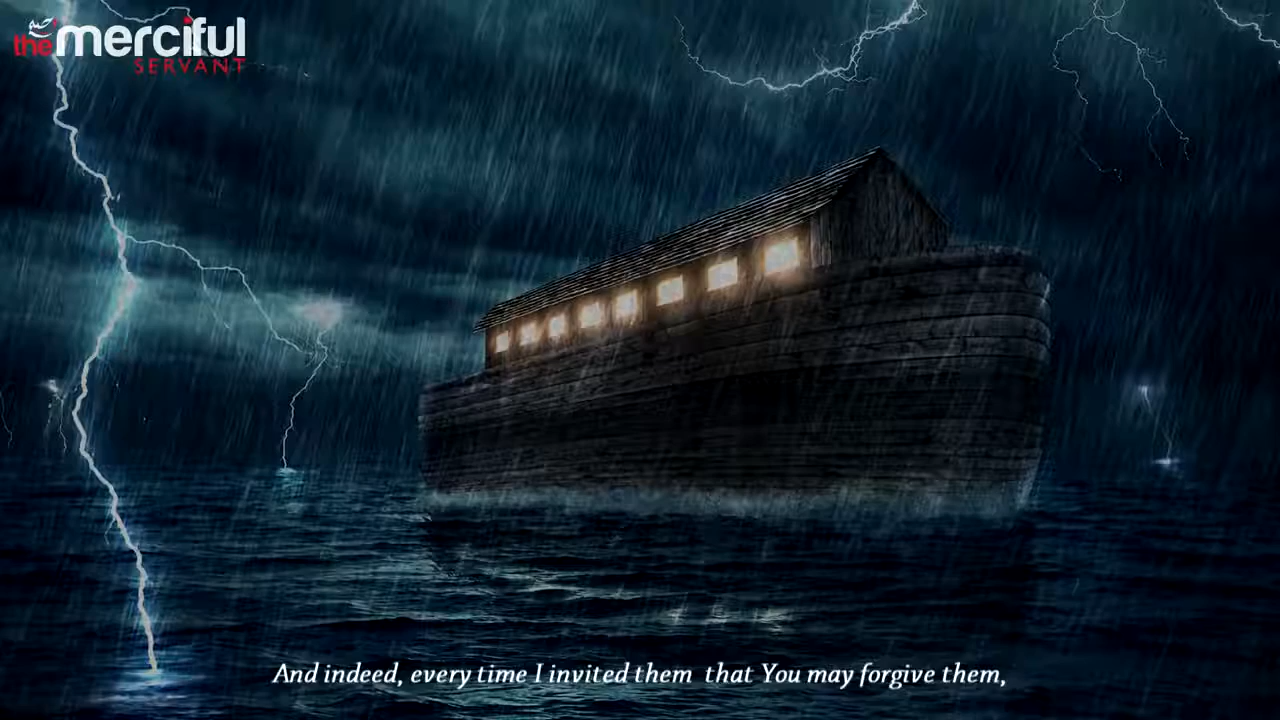 the merciful
SERVANT
And indeed, every time I invited them that You may forgive them,